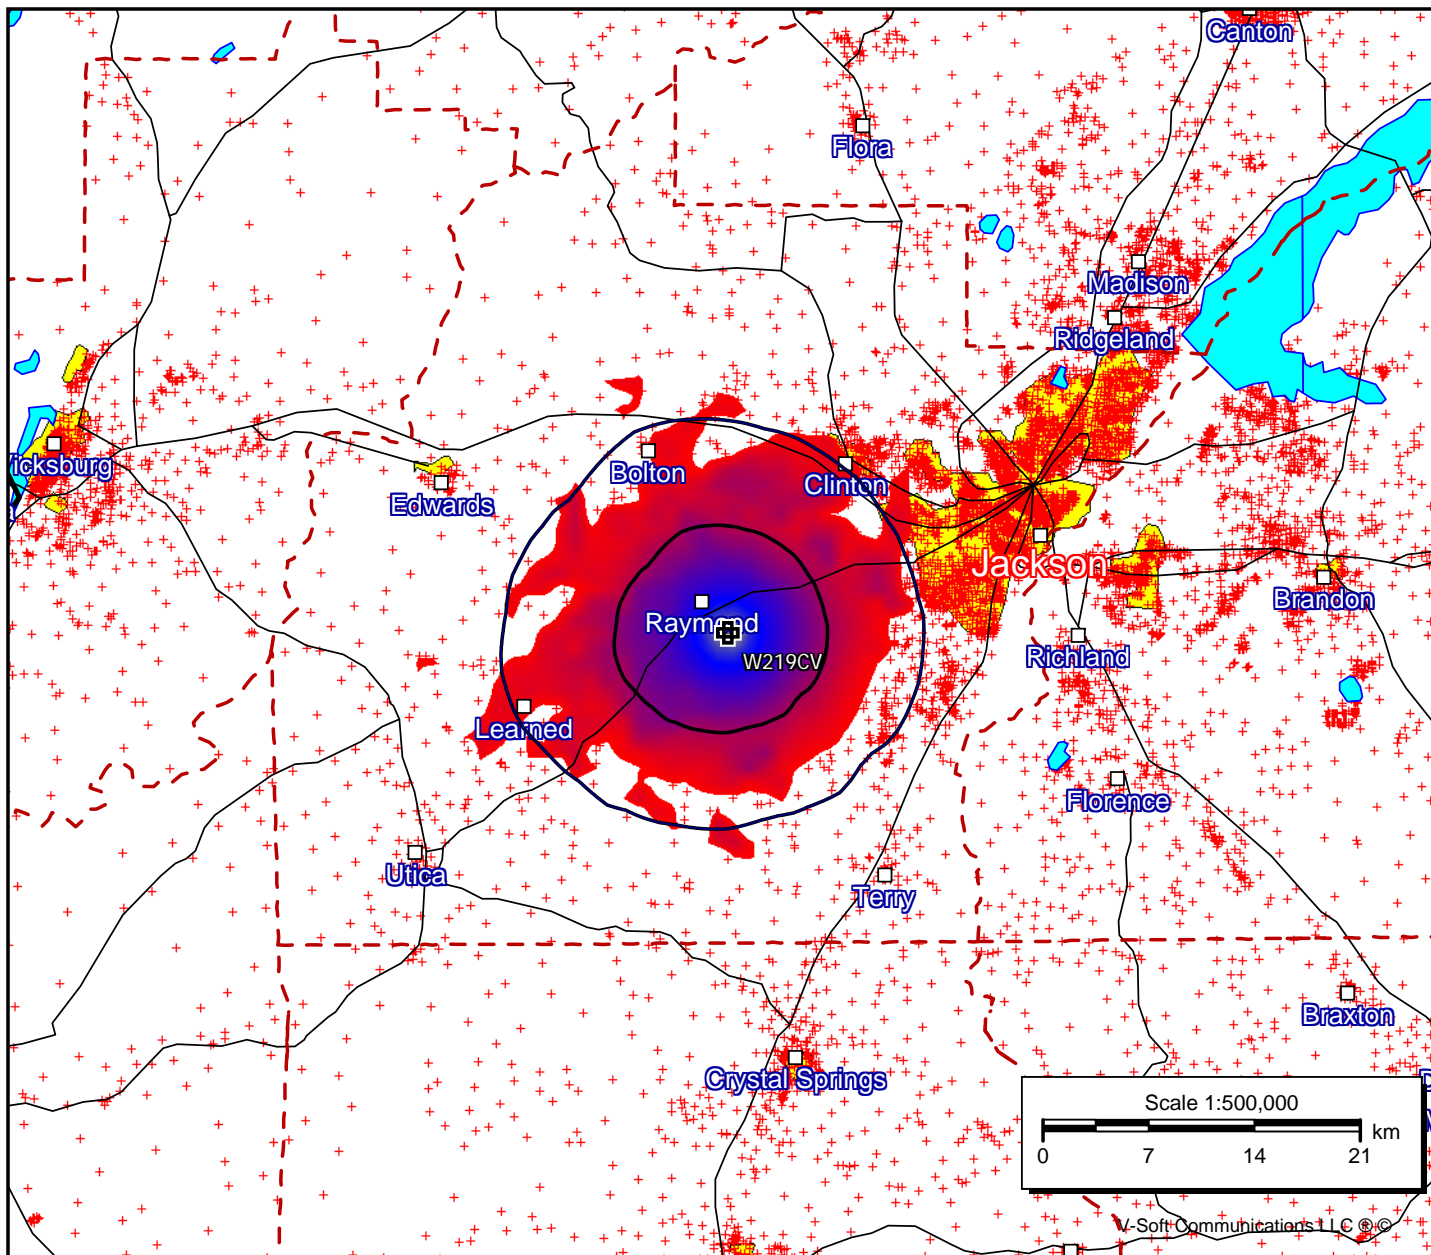 Canton
Flora
Madison
Ridgeland
Vicksburg
Bolton
Clinton
Edwards
Jackson
Brandon
Raymond
Richland
W219CV
Learned
Florence
Utica
Terry
Braxton
Crystal Springs
Scale 1:500,000
km
0 7 14 21
V-Soft Communications LLC ® ©